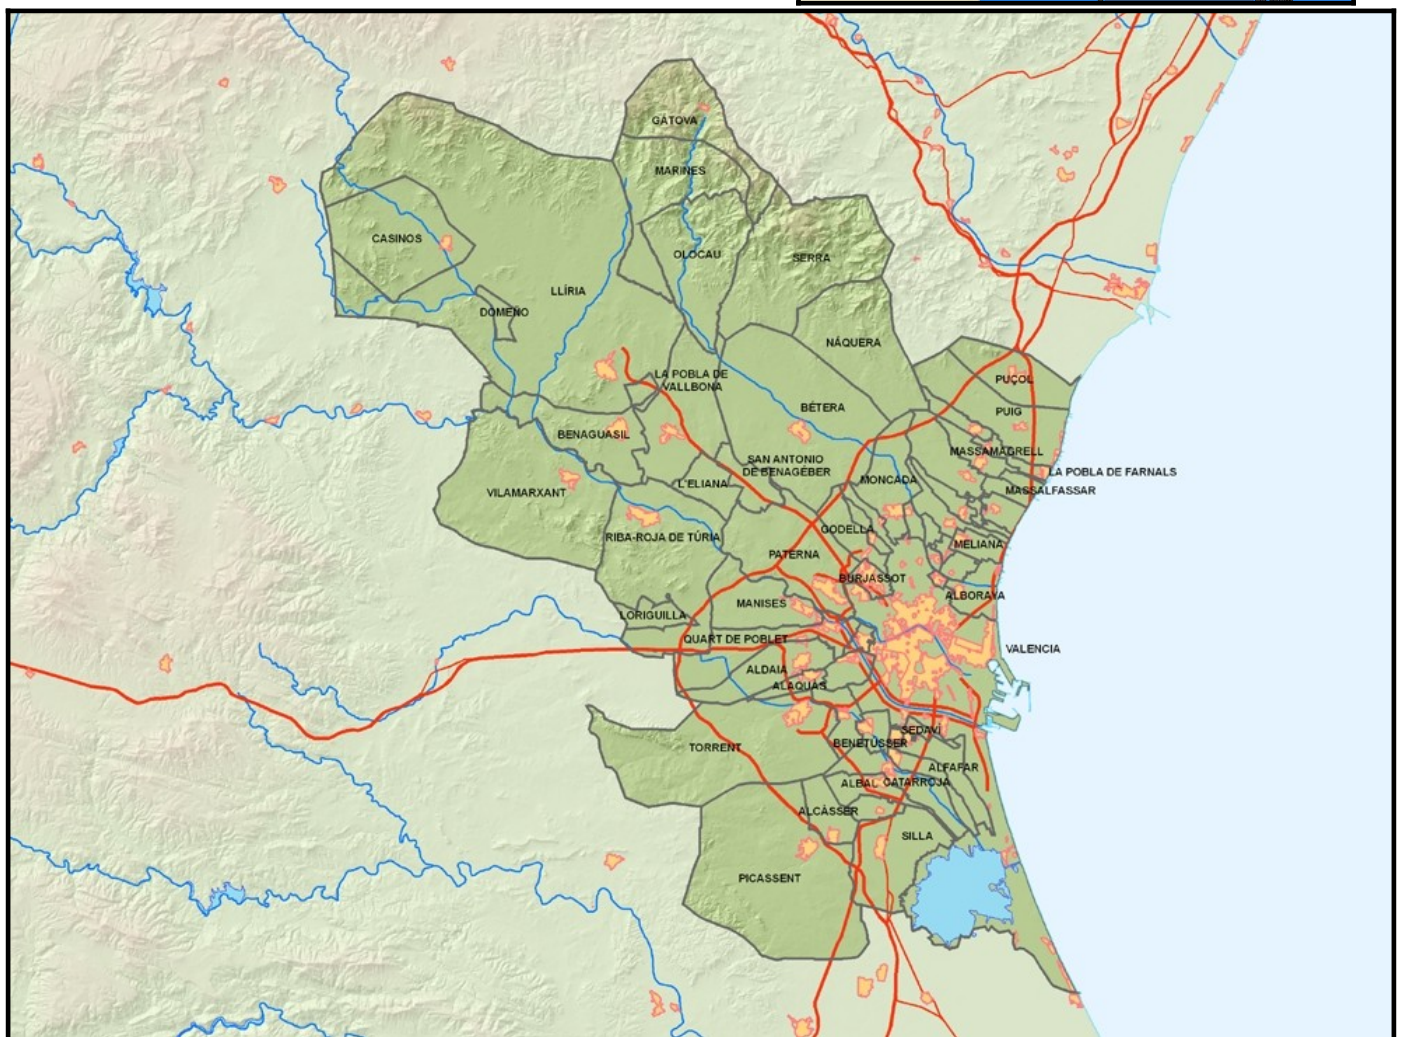 GÁTOVA
MARINES
CASINOS
OLOCAU
SERRA
LLÍRIA
DOMEÑO
NÁQUERA
LA POBLA DE
VALLBONA
PUÇOL
BÉTERA
PUIG
BENAGUASIL
MASSAMAGRELL
SAN ANTONIO
DE BENAGÉBER
LA POBLA DE FARNALS
L'ELIANA
MONCADA
VILAMARXANT
MASSALFASSAR
GODELLA
RIBA-ROJA DE TÚRIA
MELIANA
PATERNA
BURJASSOT
ALBORAYA
MANISES
LORIGUILLA
QUART DE POBLET
VALENCIA
ALDAIA
ALAQUÀS
SEDAVÍ
TORRENT
BENETÚSSER
ALFAFAR
ALBAL
CATARROJA
ALCÀSSER
SILLA
PICASSENT